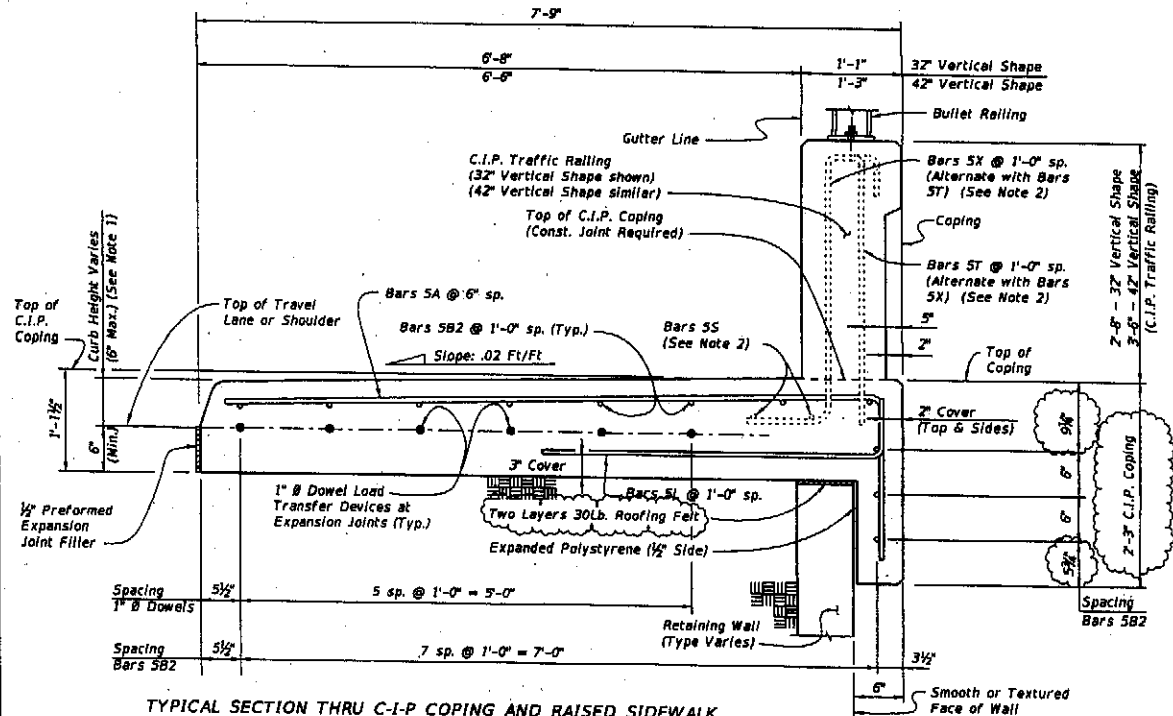 7'-9"
6'-8"
6'-6"
1'-1"
1'-3"
32" Vertical Shape
42" Vertical Shape
Bullet Railing
Gutter Line
C.I.P. Traffic Railing
(32" Vertical Shape shown)
(42" Vertical Shape similar)
Top of C.I.P. Coping
(Const. Joint Required)
Bars 5X @ 1'-0" sp.
(Alternate with Bars
5T) (See Note 2)
Coping
Bars 5T @ 1'-0" sp.
(Alternate with Bars
5X) (See Note 2)
5"
2"
2'-8" - 32" Vertical Shape
3'-6" - 42" Vertical Shape
(C.I.P. Traffic Railing)
Top of
C.I.P.
Coping
Curb Height Varies
(6" Max.) (See Note 1)
Top of Travel
Lane or Shoulder
Bars 5A @ 6" sp.
Bars 5B2 @ 1'-0" sp. (Typ.)
Bars 5S
(See Note 2)
Slope: .02 Ft/Ft
Top of
Coping
1'-1½"
6"
(Min.)
2" Cover
(Top & Sides)
9¾"
6"
6"
5¾"
2'-3" C.I.P. Coping
3" Cover
Bars 5L @ 1'-0" sp.
½" Preformed
Expansion
Joint Filler
1" Ø Dowel Load
Transfer Devices at
Expansion Joints (Typ.)
Two Layers 30Lb. Roofing Felt
Expanded Polystyrene (½" Side)
Spacing
1" Ø Dowels
5½"
5 sp. @ 1'-0" = 5'-0"
Retaining Wall
(Type Varies)
Spacing
Bars 5B2
Spacing
Bars 5B2
5½"
7 sp. @ 1'-0" = 7'-0"
3½"
6"
Smooth or Textured
Face of Wall
TYPICAL SECTION THRU C-I-P COPING AND RAISED SIDEWALK